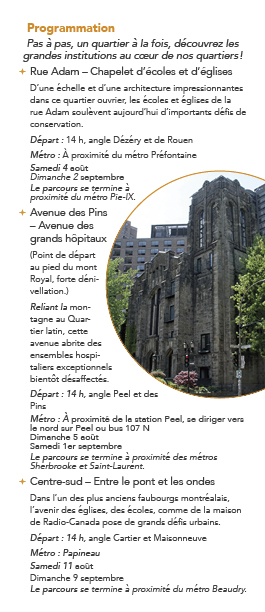 Programmation
Pas à pas, un quartier à la fois, découvrez les
grandes institutions au cœur de nos quartiers!
Rue Adam – Chapelet d'écoles et d'églises
D'une échelle et d'une architecture impressionnantes
dans ce quartier ouvrier, les écoles et églises de la
rue Adam soulèvent aujourd'hui d'importants défis de
conservation.
Départ : 14 h, angle Dézéry et de Rouen
Métro : À proximité du métro Préfontaine
Samedi 4 août
Dimanche 2 septembre
Le parcours se termine à
proximité du métro Pie-IX.
Avenue des Pins
– Avenue des
grands hôpitaux
(Point de départ
au pied du mont
Royal, forte déni-
vellation.)
Reliant la mon-
tagne au Quar-
tier latin, cette
avenue abrite des
ensembles hospi-
taliers exceptionnels
bientôt désaffectés.
Départ : 14 h, angle Peel et des
Pins
Métro : À proximité de la station Peel, se diriger vers
le nord sur Peel ou bus 107 N
Dimanche 5 août
Samedi 1er septembre
Le parcours se termine à proximité des métros
Sherbrooke et Saint-Laurent.
Centre-sud – Entre le pont et les ondes
Dans l'un des plus anciens faubourgs montréalais,
l'avenir des églises, des écoles, comme de la maison
de Radio-Canada pose de grands défis urbains.
Départ : 14 h, angle Cartier et Maisonneuve
Métro : Papineau
Samedi 11 août
Dimanche 9 septembre
Le parcours se termine à proximité du métro Beaudry.